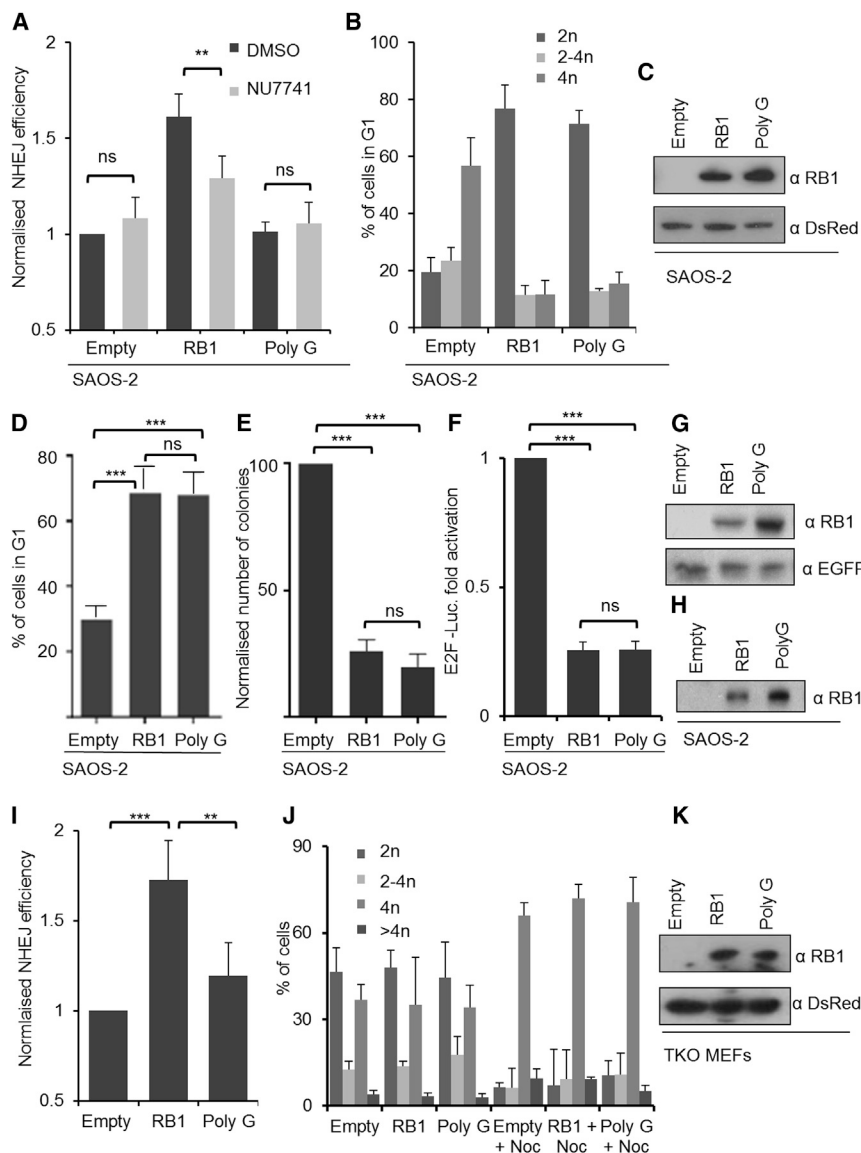 A
Normalised NHEJ efficiency
2
1.5
1
0.5
DMSO
NU7741
ns
**
ns
Empty RB1 Poly G
SAOS-2
B
% of cells in G1
100
80
60
40
20
0
2n
2-4n
4n
Empty RB1 Poly G
SAOS-2
C
Empty
RB1
Poly G
α RB1
α DsRed
SAOS-2
D
% of cells in G1
80
60
40
20
***
***
ns
Empty RB1 Poly G
SAOS-2
E
Normalised number of colonies
100
50
***
***
ns
Empty RB1 Poly G
SAOS-2
F
E2F-Luc. fold activation
1
0.5
0
***
***
ns
Empty RB1 Poly G
SAOS-2
G
Empty
RB1
Poly G
α RB1
α EGFP
H
Empty
RB1
PolyG
α RB1
SAOS-2
I
Normlaised NHEJ efficiency
2
1.5
1
0.5
***
**
Empty RB1 Poly G
J
% of cells
90
60
30
0
2n
2-4n
4n
>4n
Empty RB1 Poly G Empty RB1 + Poly G
+ Noc Noc + Noc
K
Empty
RB1
Poly G
α RB1
α DsRed
TKO MEFs